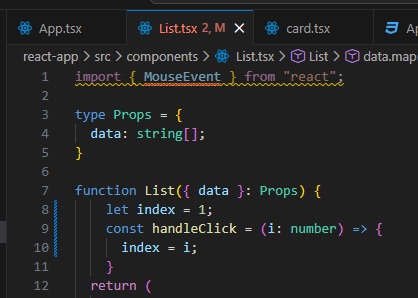 App.tsx List.tsx 2, M card.tsx
react-app > src > components > List.tsx > List > data.map
1 import { MouseEvent } from "react";
2
3 type Props = {
4 data: string[];
5 }
6
7 function List({ data }: Props) {
8 let index = 1;
9 const handleClick = (i: number) => {
10 index = i;
11 }
12 return (